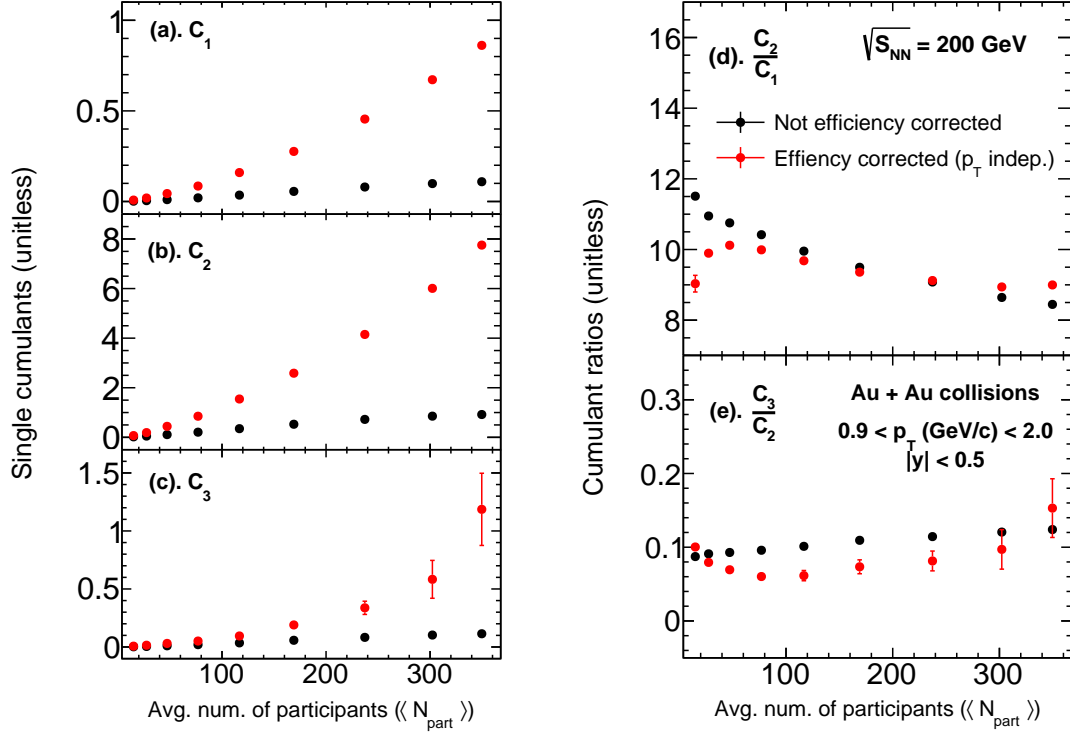 Single cumulants (unitless)
1
0.5
0
(a). C1
8
6
4
2
0
(b). C2
1.5
1
0.5
0
(c). C3
100 200 300
Avg. num. of participants (⟨⟨ Npart ⟩⟩)
Cumulant ratios (unitless)
16
14
12
10
8
(d). C2/C1
√SNN = 200 GeV
Not efficiency corrected
Effiency corrected (pT indep.)
0.3
0.2
0.1
0
(e). C3/C2
Au + Au collisions
0.9 < pT (GeV/c) < 2.0
|y| < 0.5
100 200 300
Avg. num. of participants (⟨⟨ Npart ⟩⟩)